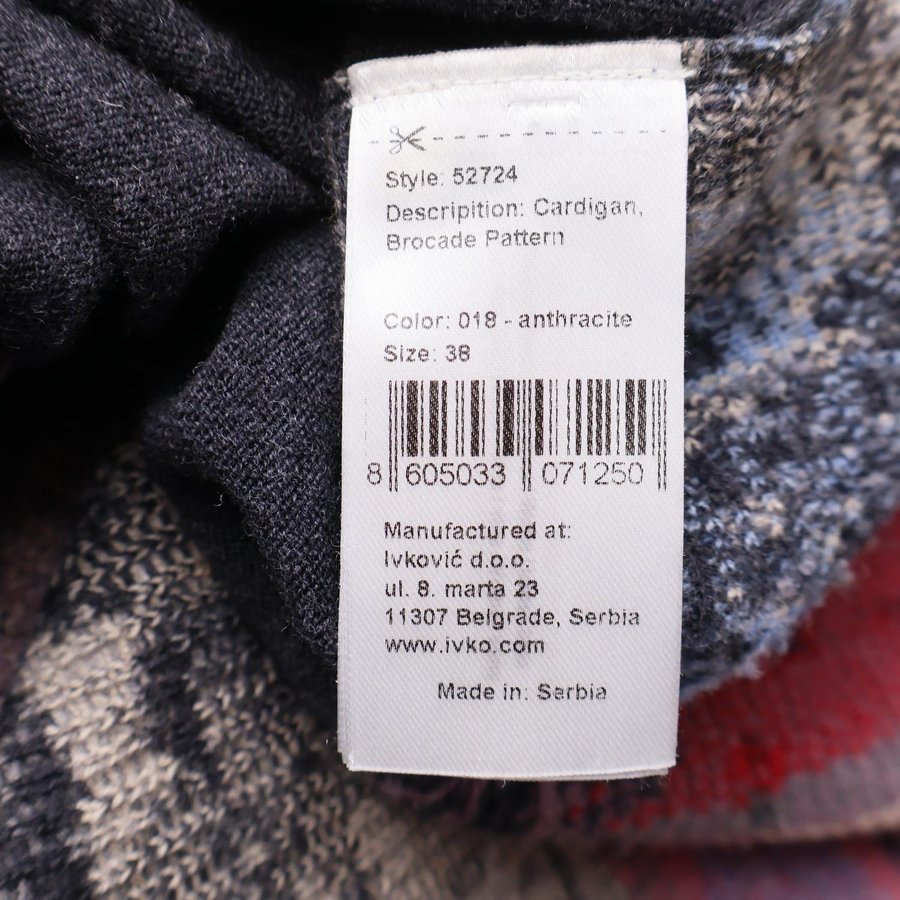 Style: 52724
Descripition: Cardigan,
Brocade Pattern
Color: 018 - anthracite
Size: 38
8 605033 071250
Manufactured at:
Ivković d.o.o.
ul. 8. marta 23
11307 Belgrade, Serbia
www.ivko.com
Made in: Serbia